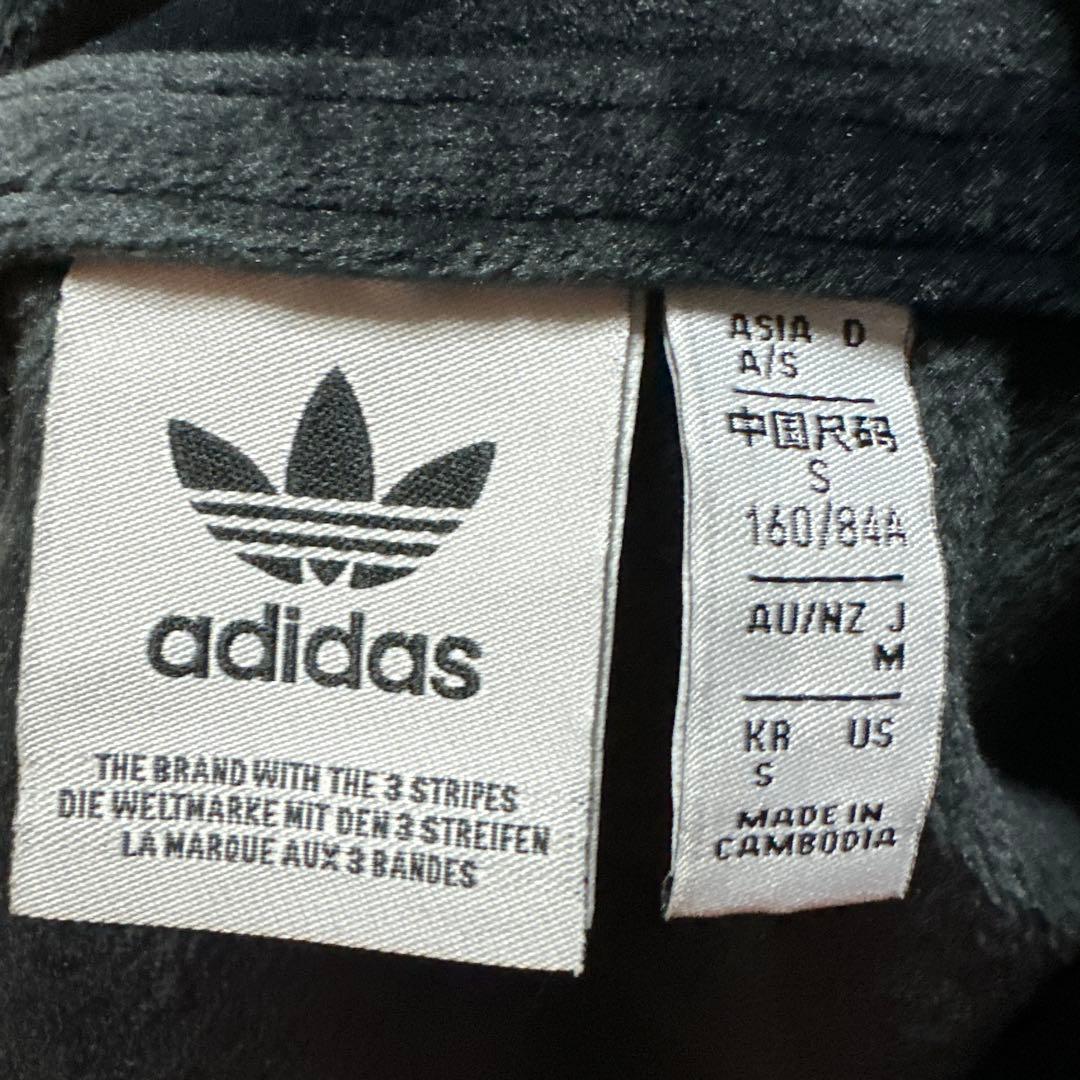 adidas
THE BRAND WITH THE 3 STRIPES
DIE WELTMARKE MIT DEN 3 STREIFEN
LA MARQUE AUX 3 BANDES
ASIA D
A/S
中国尺码
S
160/84A
AU/NZ J
M
KR US
S
MADE IN
CAMBODIA